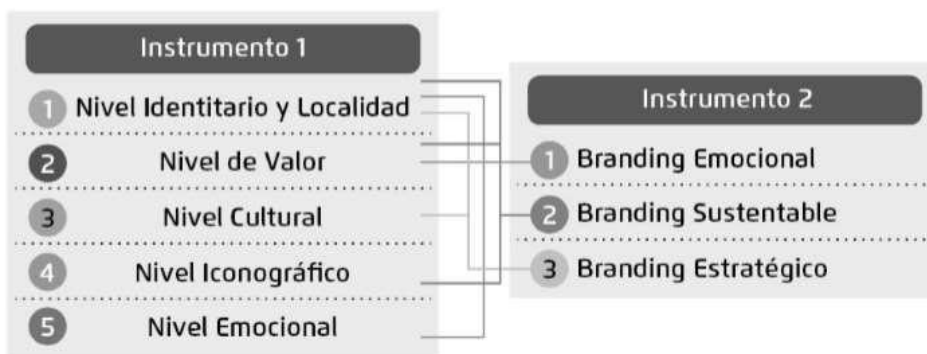 Instrumento 1
1 Nivel Identitario y Localidad
2 Nivel de Valor
3 Nivel Cultural
4 Nivel Iconográfico
5 Nivel Emocional
Instrumento 2
1 Branding Emocional
2 Branding Sustentable
3 Branding Estratégico